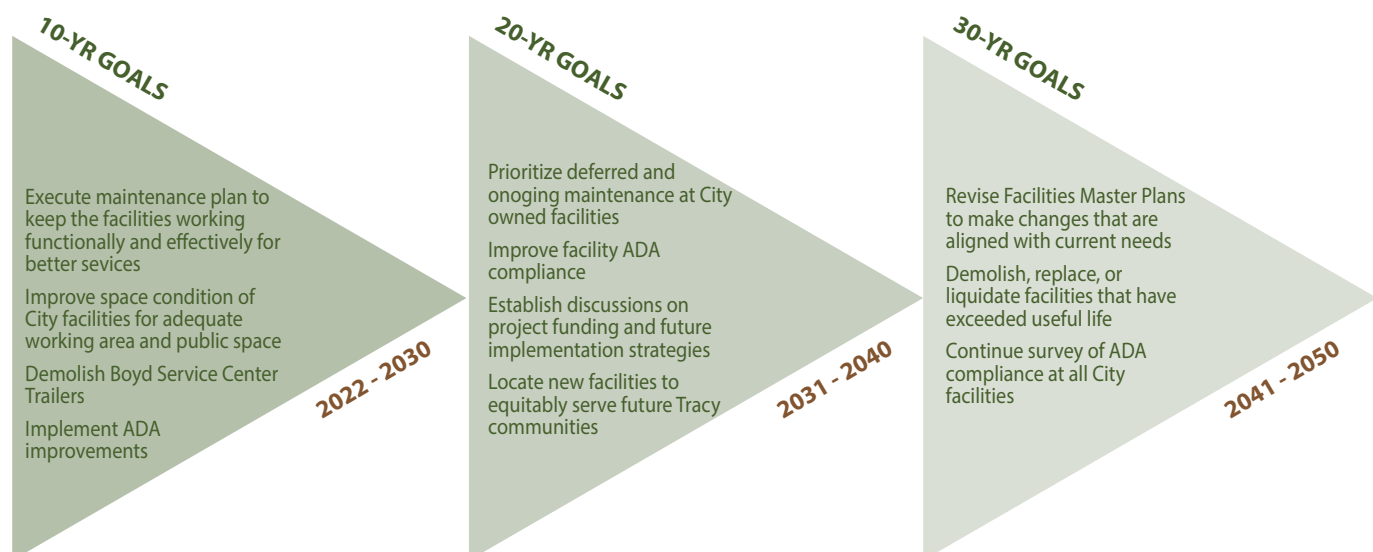 10-YR GOALS
Execute maintenance plan to
keep the facilities working
functionally and effectively for
better sevices
Improve space condition of
City facilities for adequate
working area and public space
Demolish Boyd Service Center
Trailers
Implement ADA
improvements
2022 - 2030
20-YR GOALS
Prioritize deferred and
onoging maintenance at City
owned facilities
Improve facility ADA
compliance
Establish discussions on
project funding and future
implementation strategies
Locate new facilities to
equitably serve future Tracy
communities
2031 - 2040
30-YR GOALS
Revise Facilities Master Plans
to make changes that are
aligned with current needs
Demolish, replace, or
liquidate facilities that have
exceeded useful life
Continue survey of ADA
compliance at all City
facilities
2041 - 2050